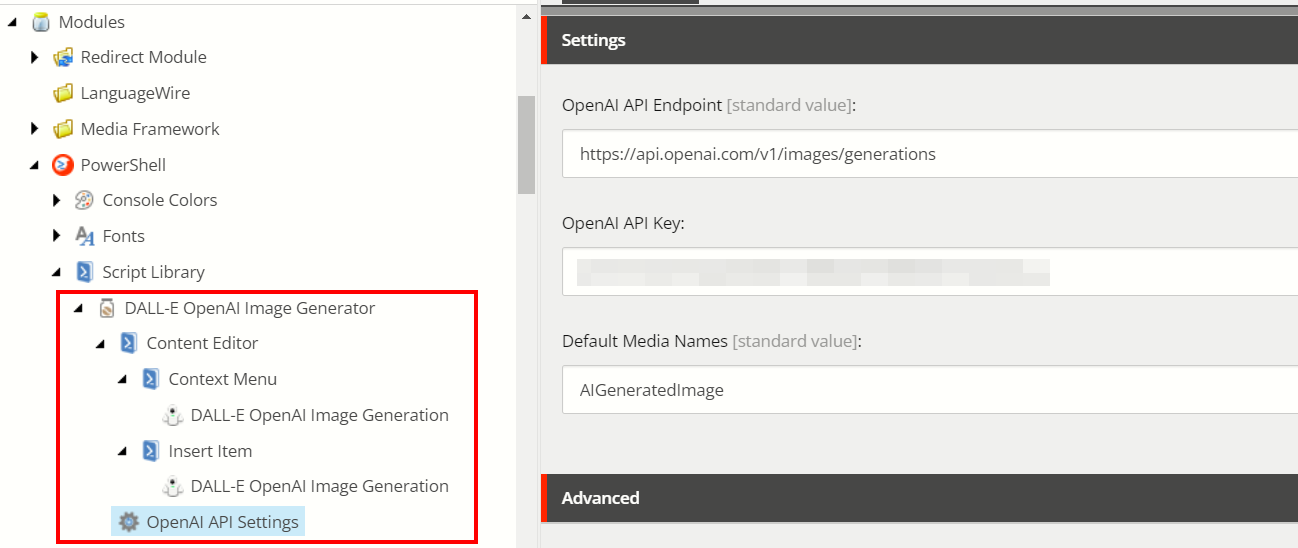 Modules
Redirect Module
LanguageWire
Media Framework
PowerShell
Console Colors
Fonts
Script Library
DALL-E OpenAI Image Generator
Content Editor
Context Menu
DALL-E OpenAI Image Generation
Insert Item
DALL-E OpenAI Image Generation
OpenAI API Settings
Settings
OpenAI API Endpoint [standard value]:
https://api.openai.com/v1/images/generations
OpenAI API Key:
Default Media Names [standard value]:
AIGeneratedImage
Advanced